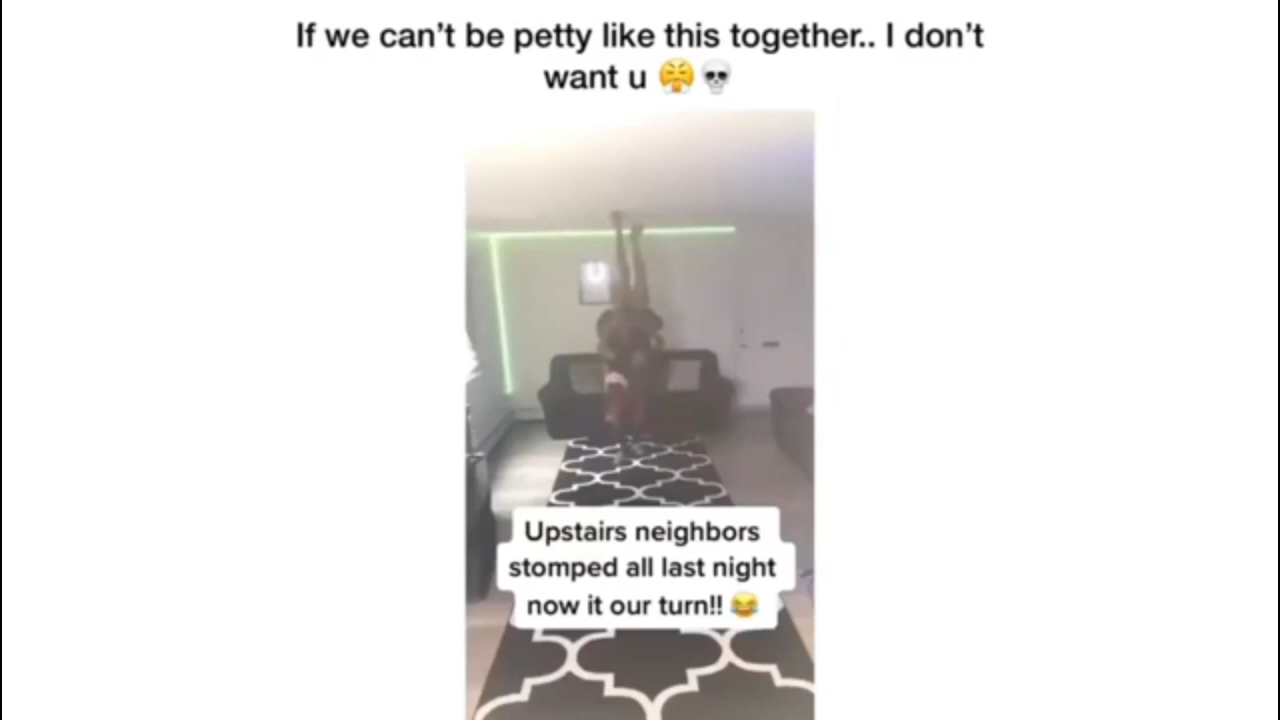 If we can't be petty like this together.. I don't
want u 😤💀
Upstairs neighbors
stomped all last night
now it our turn!! 😂